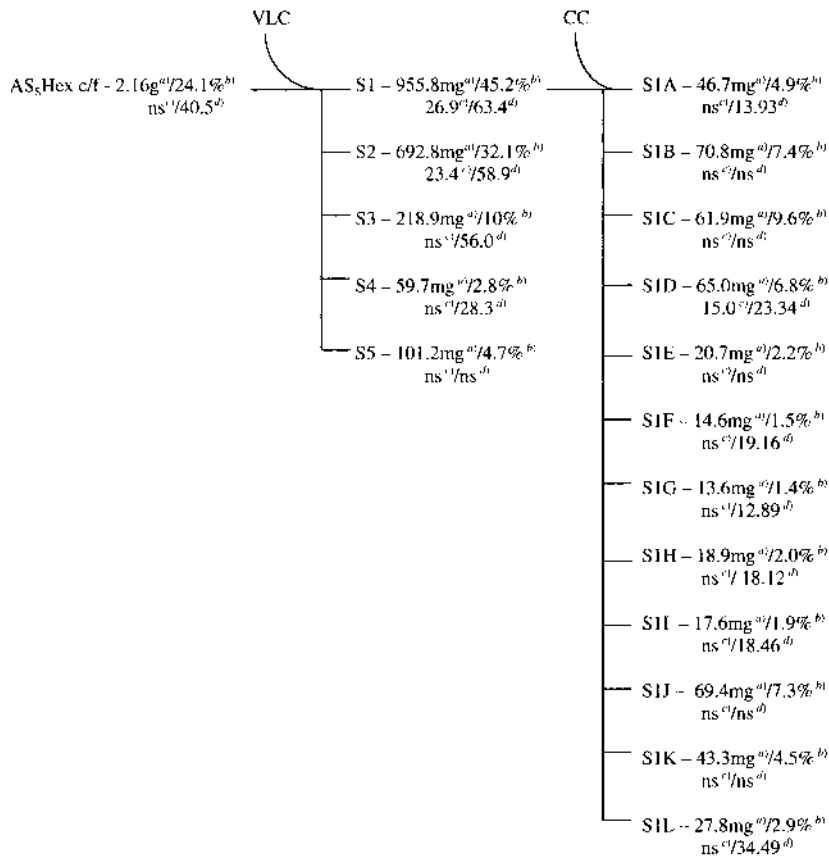 VLC
CC
AS₅Hex c/f - 2.16g a)/24.1% b)
ns c)/40.5 d)
S1 – 955.8mg a)/45.2% b)
26.9 c)/63.4 d)
S2 – 692.8mg a)/32.1% b)
23.4 c)/58.9 d)
S3 – 218.9mg a)/10% b)
ns c)/56.0 d)
S4 – 59.7mg a)/2.8% b)
ns c)/28.3 d)
S5 – 101.2mg a)/4.7% b)
ns c)/ns d)
S1A – 46.7mg a)/4.9% b)
ns c)/13.93 d)
S1B – 70.8mg a)/7.4% b)
ns c)/ns d)
S1C – 61.9mg a)/9.6% b)
ns c)/ns d)
S1D – 65.0mg a)/6.8% b)
15.0 c)/23.34 d)
S1E – 20.7mg a)/2.2% b)
ns c)/ns d)
S1F – 14.6mg a)/1.5% b)
ns c)/19.16 d)
S1G – 13.6mg a)/1.4% b)
ns c)/12.89 d)
S1H – 18.9mg a)/2.0% b)
ns c)/ 18.12 d)
S1I – 17.6mg a)/1.9% b)
ns c)/18.46 d)
S1J – 69.4mg a)/7.3% b)
ns c)/ns d)
S1K – 43.3mg a)/4.5% b)
ns c)/ns d)
S1L – 27.8mg a)/2.9% b)
ns c)/34.49 d)